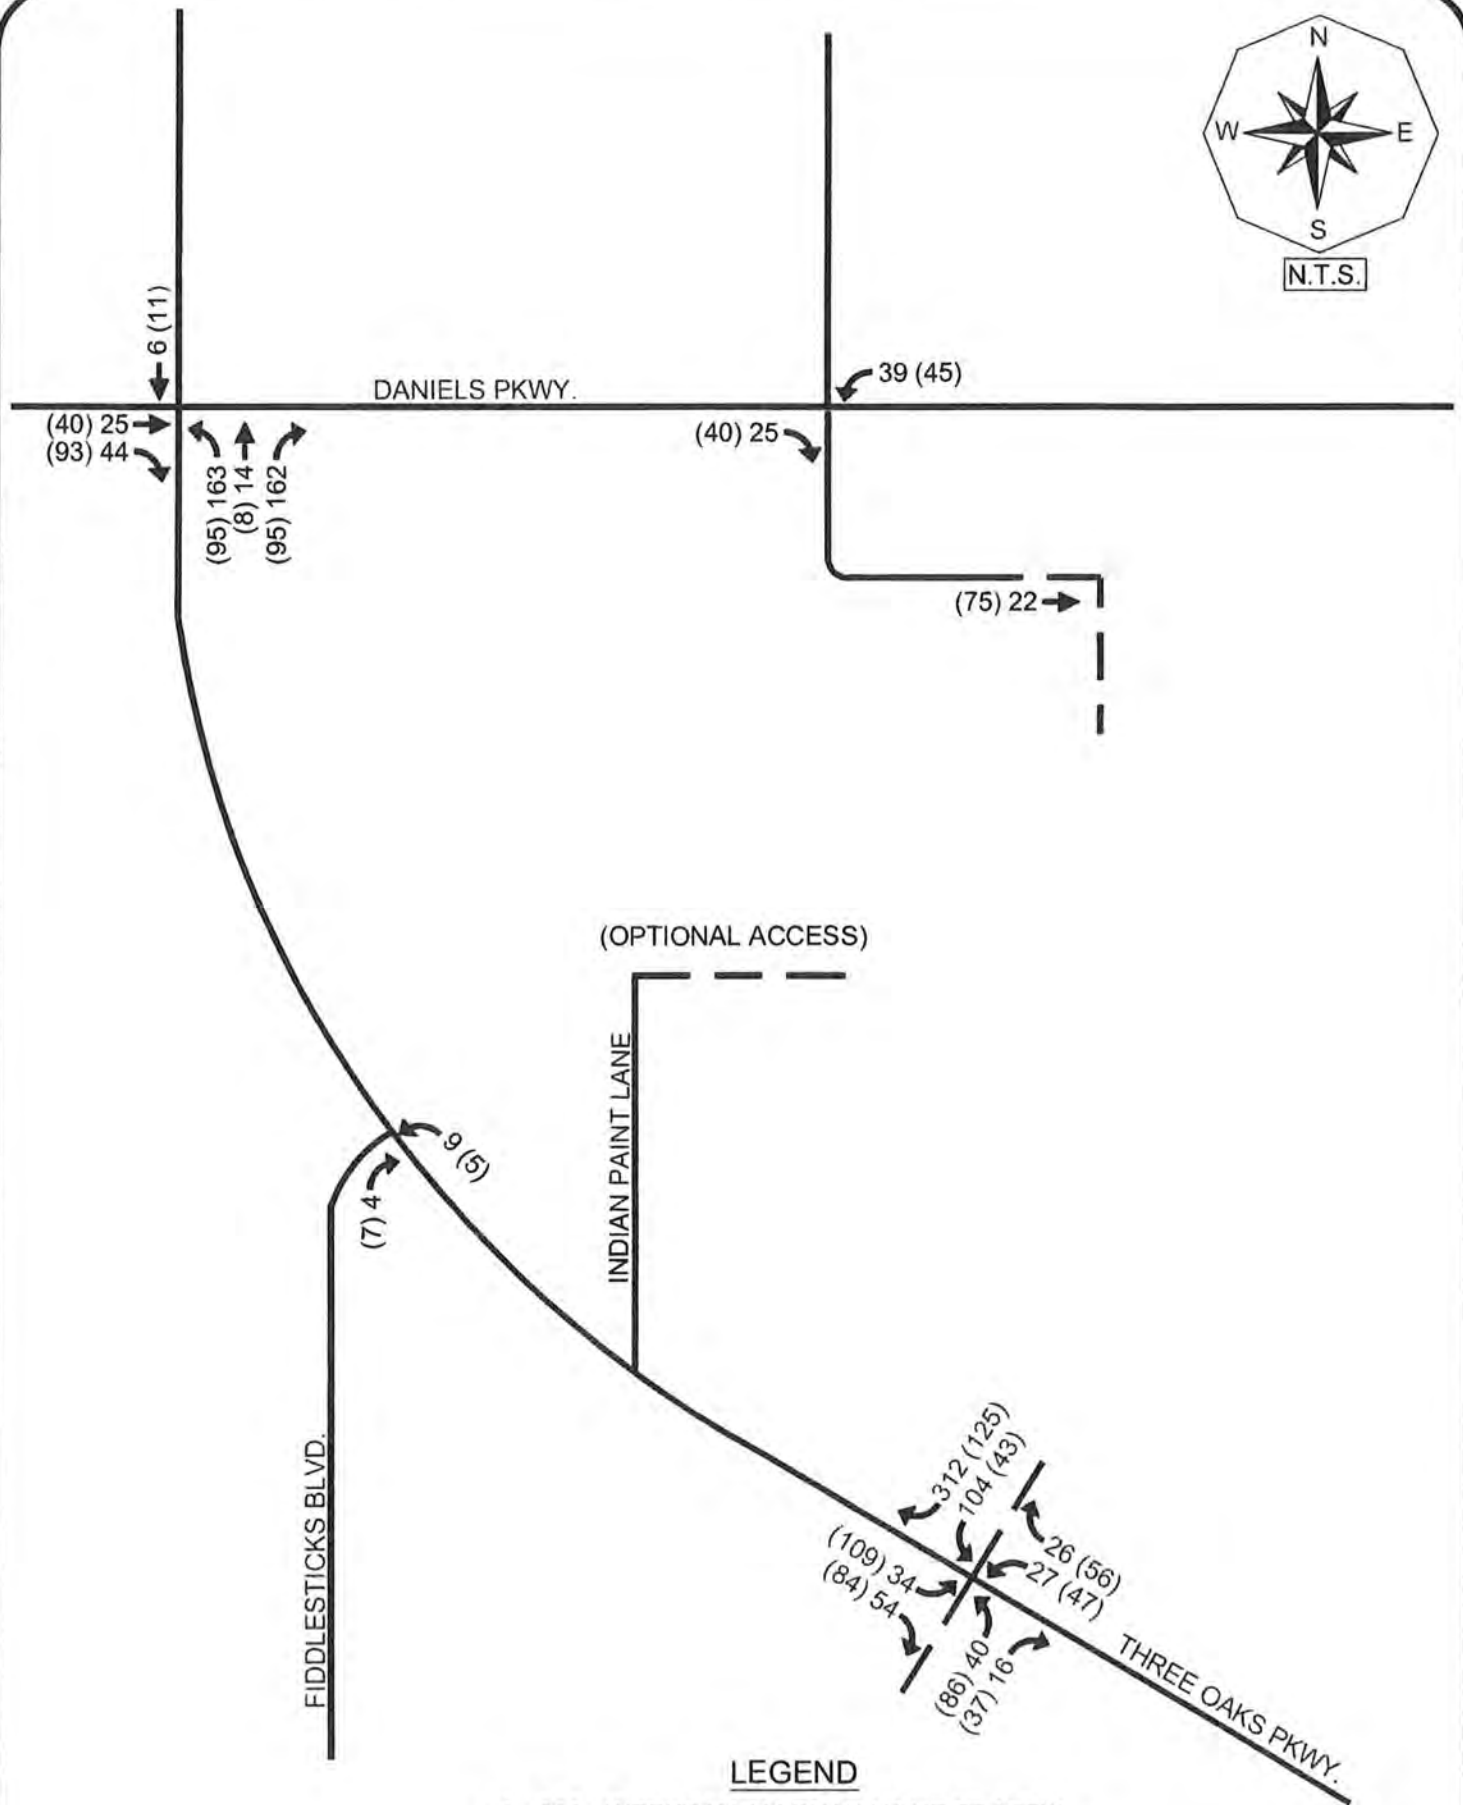 N
W E
S
N.T.S.
6 (11)
DANIELS PKWY.
39 (45)
(40) 25
(93) 44
(95) 163
(8) 14
(95) 162
(40) 25
(75) 22
(OPTIONAL ACCESS)
INDIAN PAINT LANE
9 (5)
(7) 4
FIDDLESTICKS BLVD.
312 (125)
104 (43)
(109) 34
(84) 54
26 (56)
27 (47)
(86) 40
(37) 16
THREE OAKS PKWY.
LEGEND